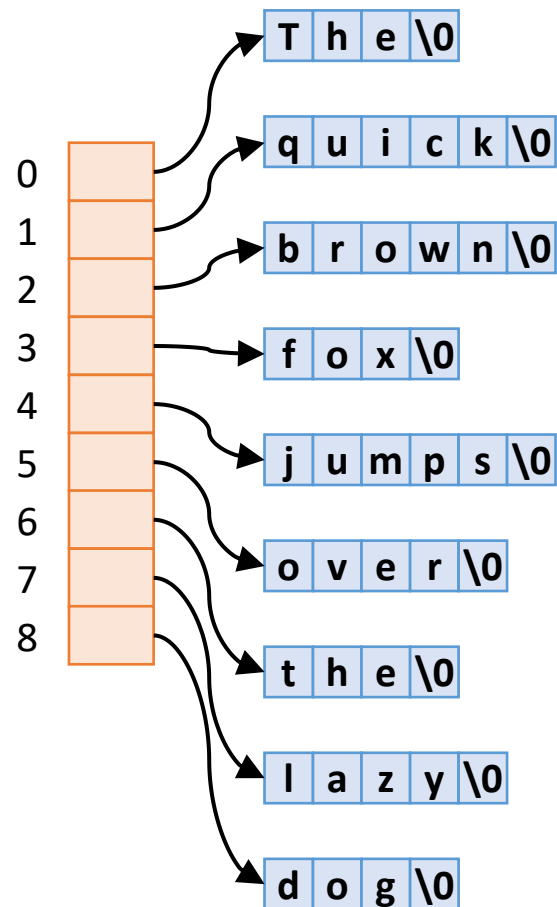 T h e \0
0 q u i c k \0
1
2 b r o w n \0
3 f o x \0
4
5 j u m p s \0
6 o v e r \0
7
8 t h e \0
l a z y \0
d o g \0